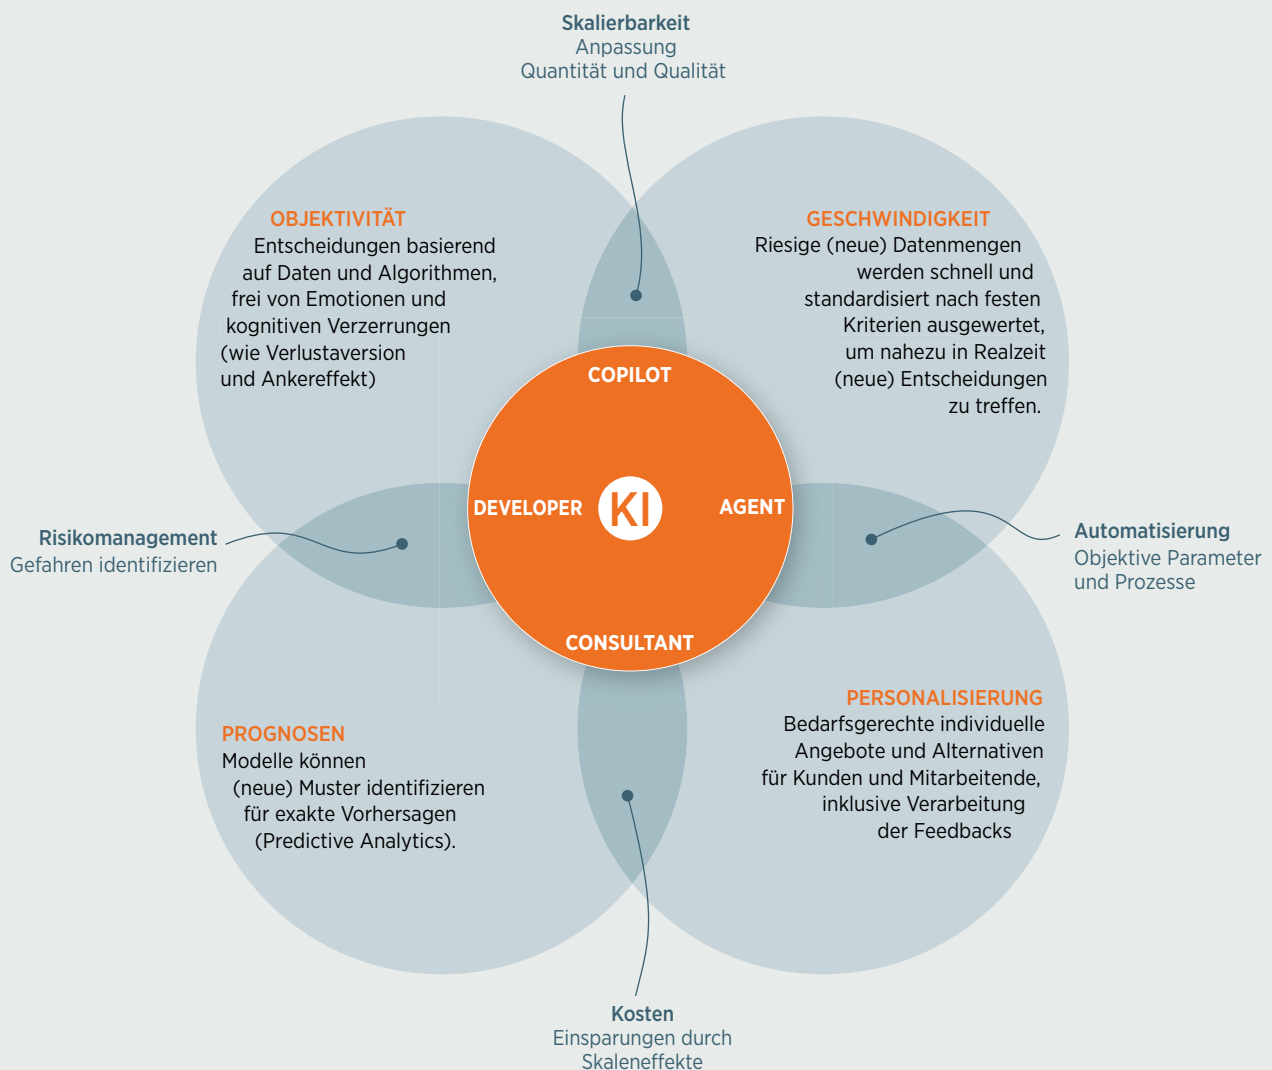 Skalierbarkeit
Anpassung
Quantität und Qualität
OBJEKTIVITÄT
Entscheidungen basierend
auf Daten und Algorithmen,
frei von Emotionen und
kognitiven Verzerrungen
(wie Verlustaversion
und Ankereffekt)
GESCHWINDIGKEIT
Riesige (neue) Datenmengen
werden schnell und
standardisiert nach festen
Kriterien ausgewertet,
um nahezu in Realzeit
(neue) Entscheidungen
zu treffen.
COPILOT
DEVELOPER
KI
AGENT
CONSULTANT
Risikomanagement
Gefahren identifizieren
Automatisierung
Objektive Parameter
und Prozesse
PROGNOSEN
Modelle können
(neue) Muster identifizieren
für exakte Vorhersagen
(Predictive Analytics).
PERSONALISIERUNG
Bedarfsgerechte individuelle
Angebote und Alternativen
für Kunden und Mitarbeitende,
inklusive Verarbeitung
der Feedbacks
Kosten
Einsparungen durch
Skaleneffekte